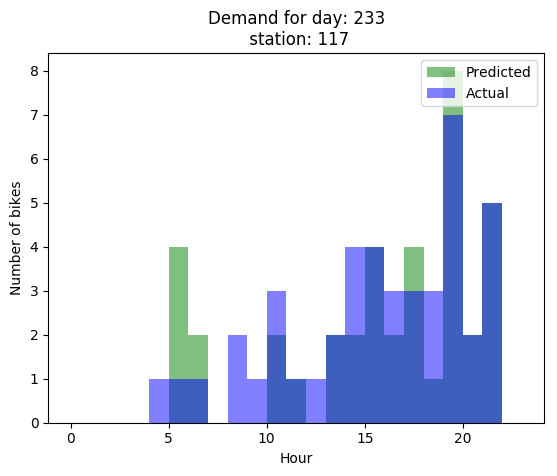 Demand for day: 233
station: 117
Predicted
Actual
Number of bikes
8
7
6
5
4
3
2
1
0
0 5 10 15 20
Hour